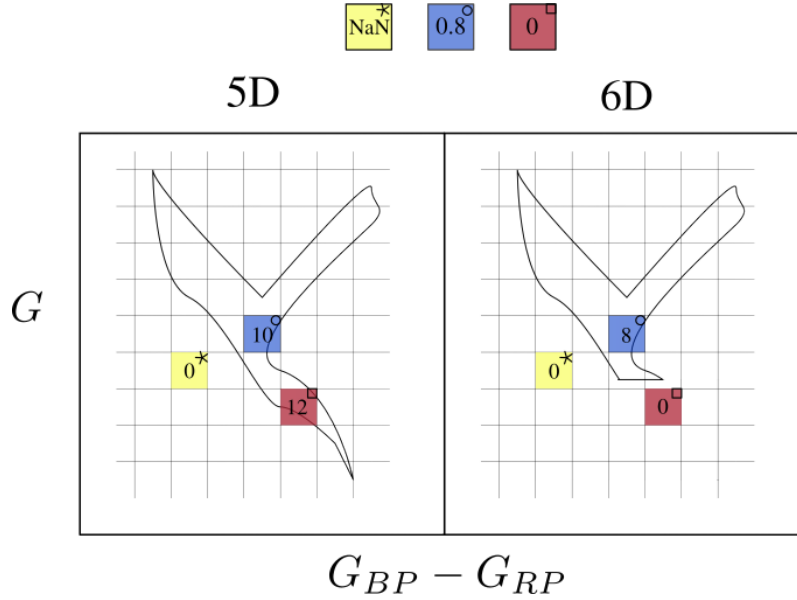 NaN* 0.8○ 0□
5D 6D
G
10○ 8○
0* 0*
12□ 0□
G_{BP} − G_{RP}